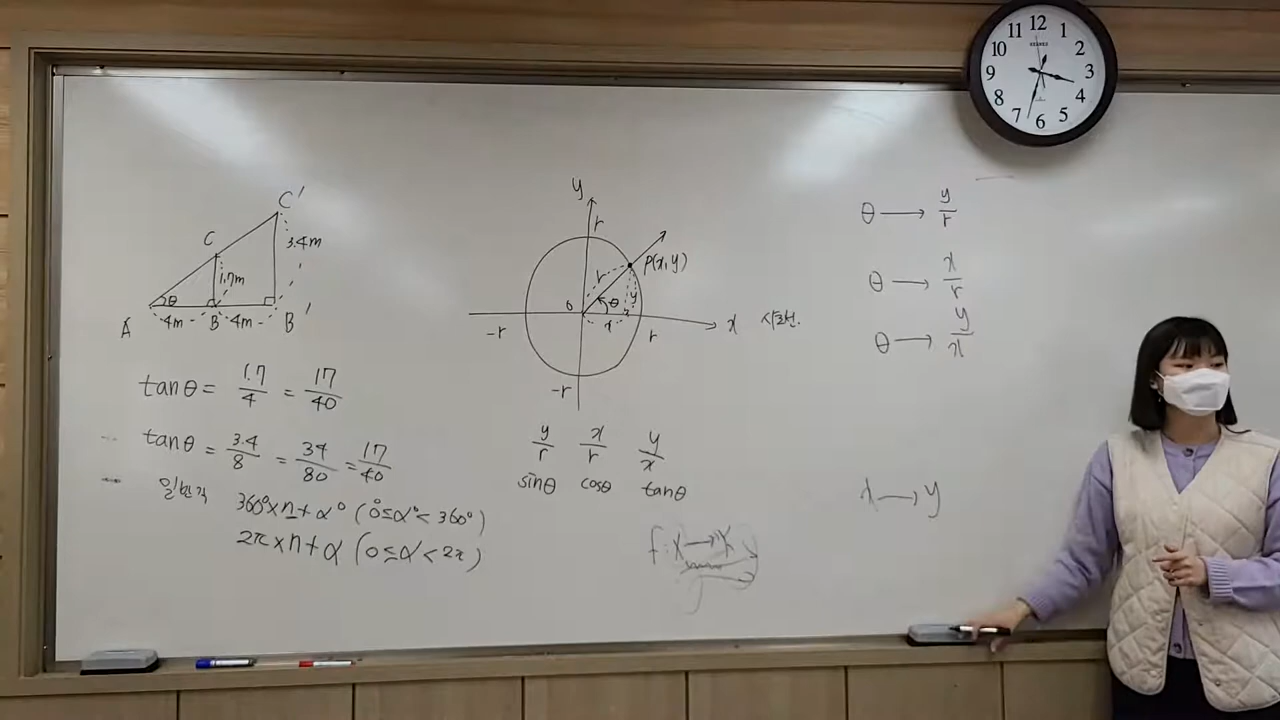 12
11 1
10 2
9 3
8 4
7 5
6
C'
C
3.4m
1.7m
θ
A 4m B 4m B'
tanθ = 1.7/4 = 17/40
tanθ = 3.4/8 = 34/80 = 17/40
일반각 360°×n+α° (0°≤α°<360°)
2π×n+α (0≤α<2π)
y
r
P(x,y)
r
y
θ
0
x
-r
r
x 시초선.
-r
y/r x/r y/x
sinθ cosθ tanθ
f: X → Y
θ → y/r
θ → x/r
θ → y/x
x → y